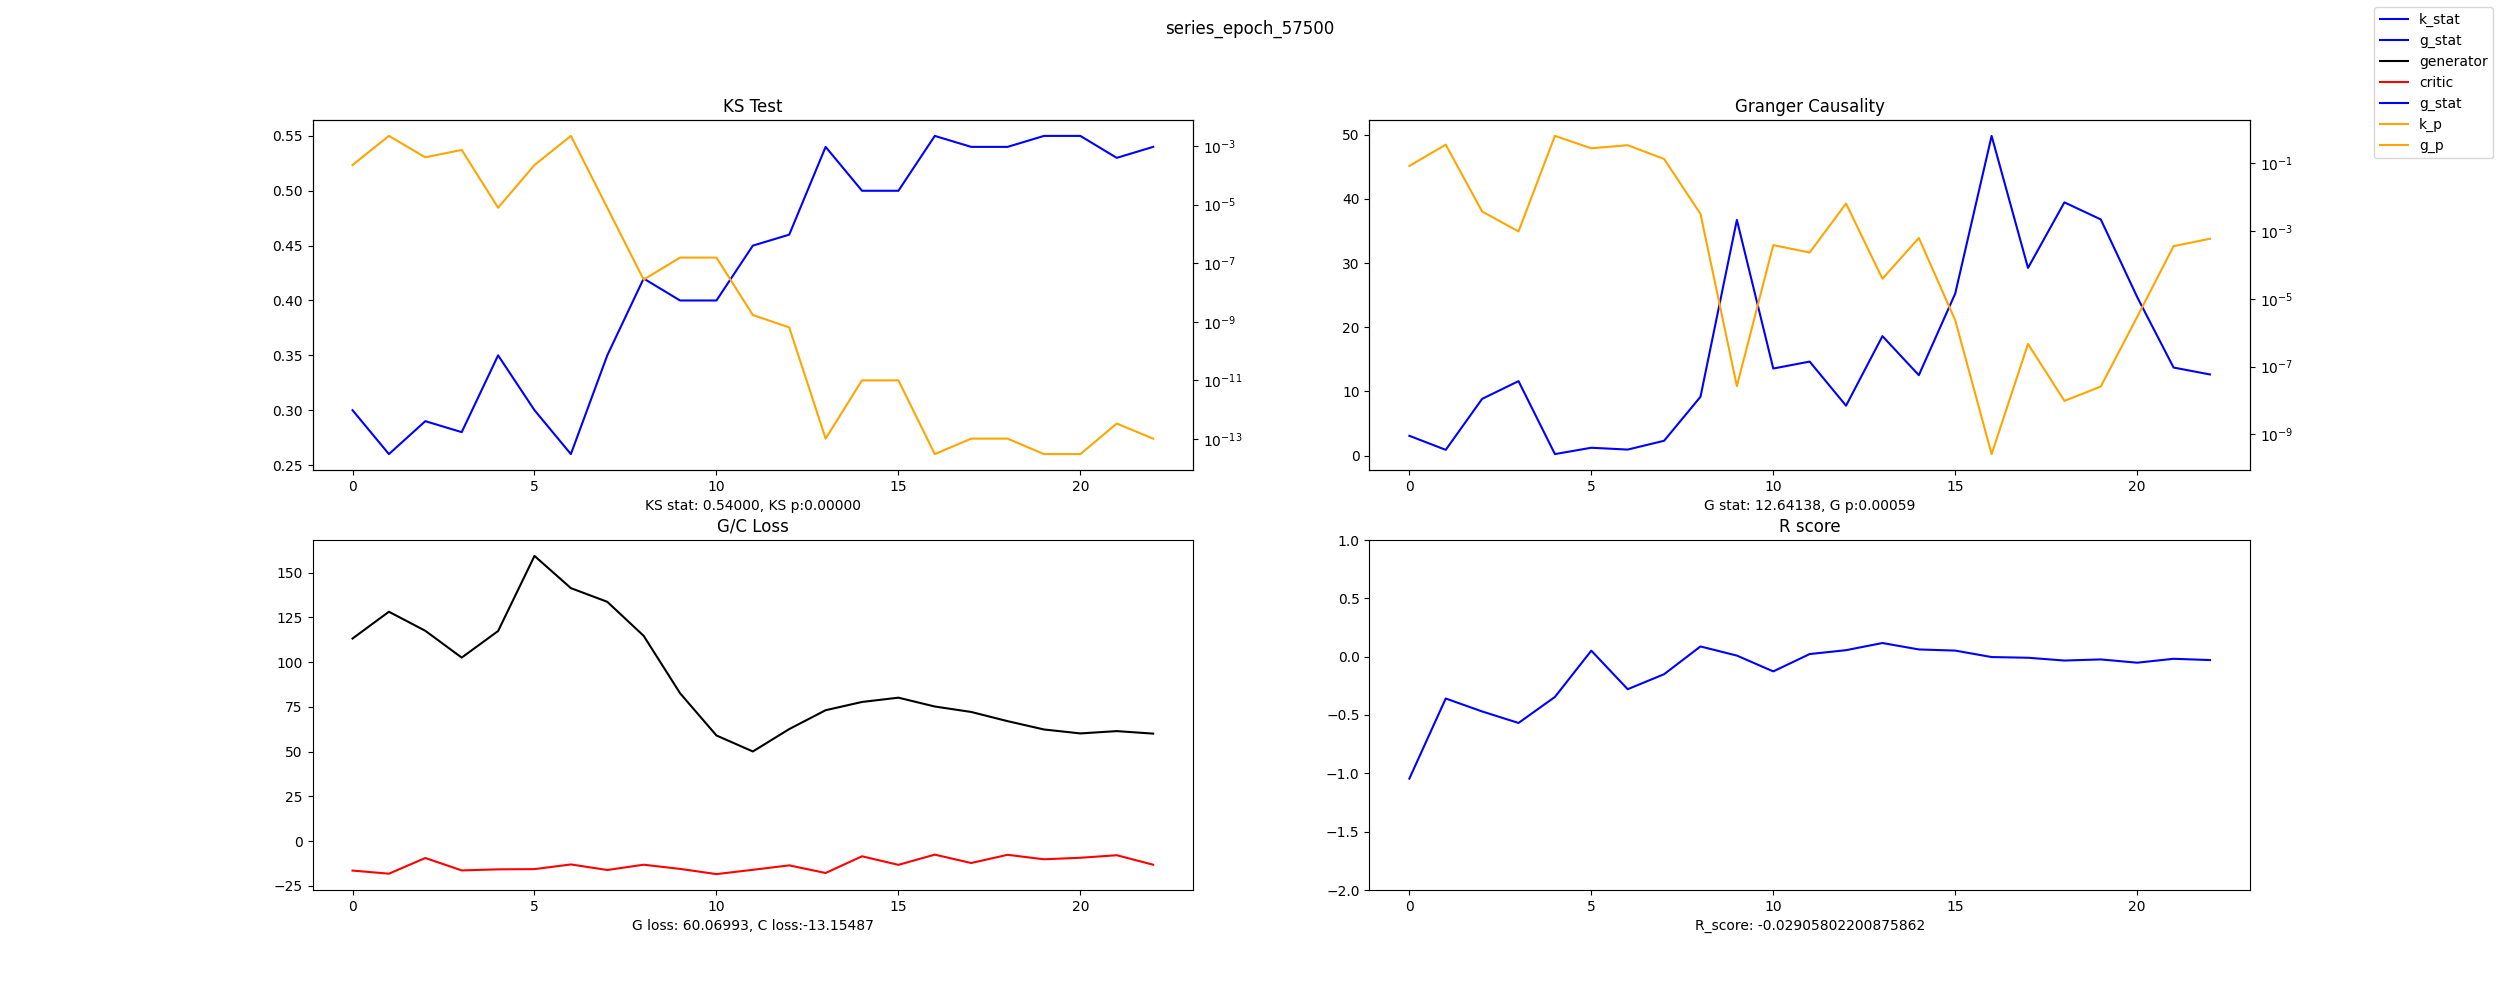 series_epoch_57500
k_stat
g_stat
generator
critic
g_stat
k_p
g_p
KS Test
0.55
0.50
0.45
0.40
0.35
0.30
0.25
10⁻³
10⁻⁵
10⁻⁷
10⁻⁹
10⁻¹¹
10⁻¹³
0 5 10 15 20
KS stat: 0.54000, KS p:0.00000
Granger Causality
50
40
30
20
10
0
10⁻¹
10⁻³
10⁻⁵
10⁻⁷
10⁻⁹
0 5 10 15 20
G stat: 12.64138, G p:0.00059
G/C Loss
150
125
100
75
50
25
0
−25
0 5 10 15 20
G loss: 60.06993, C loss:-13.15487
R score
1.0
0.5
0.0
−0.5
−1.0
−1.5
−2.0
0 5 10 15 20
R_score: -0.02905802200875862